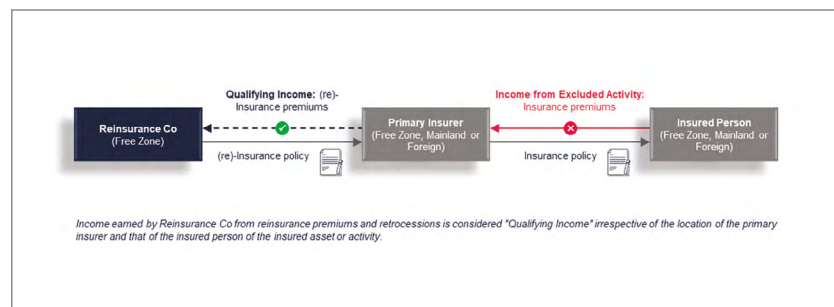 Qualifying Income: (re)-
Insurance premiums
Income from Excluded Activity:
Insurance premiums
Reinsurance Co
(Free Zone)
Primary Insurer
(Free Zone, Mainland or
Foreign)
Insured Person
(Free Zone, Mainland or
Foreign)
(re)-Insurance policy
Insurance policy
Income earned by Reinsurance Co from reinsurance premiums and retrocessions is considered "Qualifying Income" irrespective of the location of the primary
insurer and that of the insured person of the insured asset or activity.